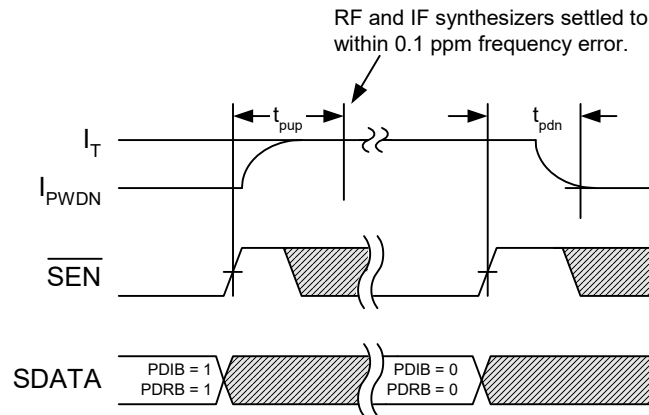 RF and IF synthesizers settled to
within 0.1 ppm frequency error.
t_pup
t_pdn
I_T
I_PWDN
SEN
SDATA
PDIB = 1
PDRB = 1
PDIB = 0
PDRB = 0